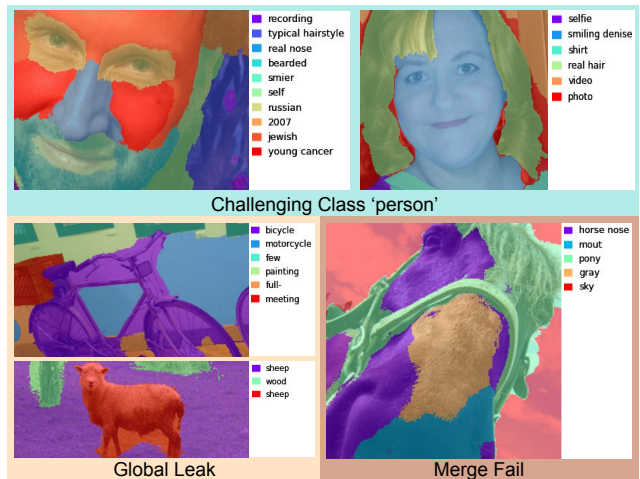 recording
typical hairstyle
real nose
bearded
smier
self
russian
2007
jewish
young cancer
selfie
smiling denise
shirt
real hair
video
photo
Challenging Class 'person'
bicycle
motorcycle
few
painting
full-
meeting
sheep
wood
sheep
Global Leak
horse nose
mout
pony
gray
sky
Merge Fail